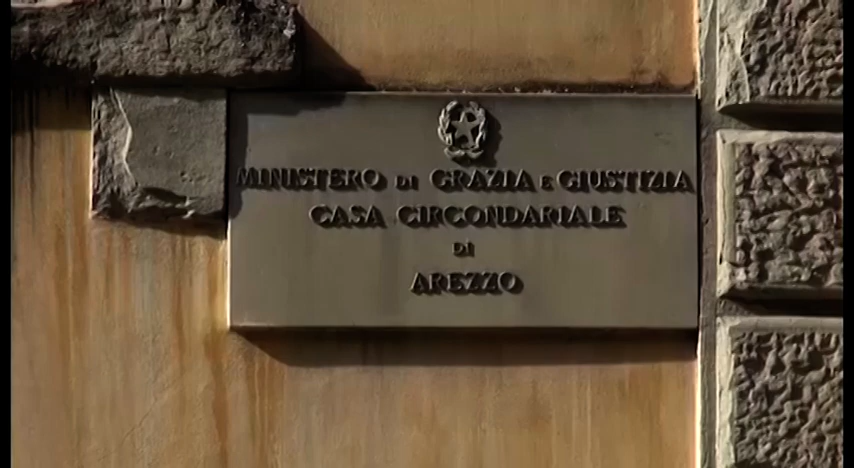 MINISTERO DI GRAZIA E GIUSTIZIA
CASA CIRCONDARIALE
DI
AREZZO